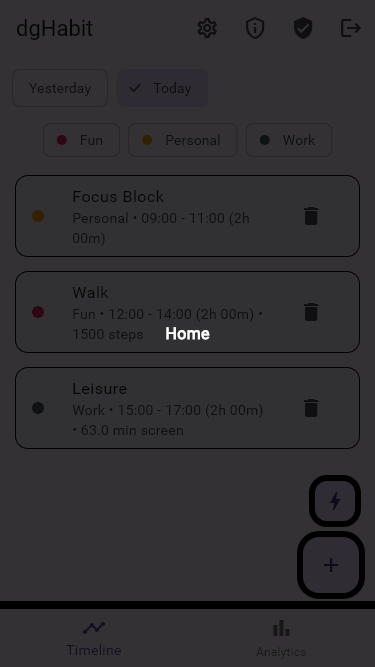 dgHabit
Yesterday
Today
Fun
Personal
Work
Focus Block
Personal • 09:00 - 11:00 (2h
00m)
Walk
Fun • 12:00 - 14:00 (2h 00m) •
1500 steps
Home
Leisure
Work • 15:00 - 17:00 (2h 00m)
• 63.0 min screen
Timeline
Analytics